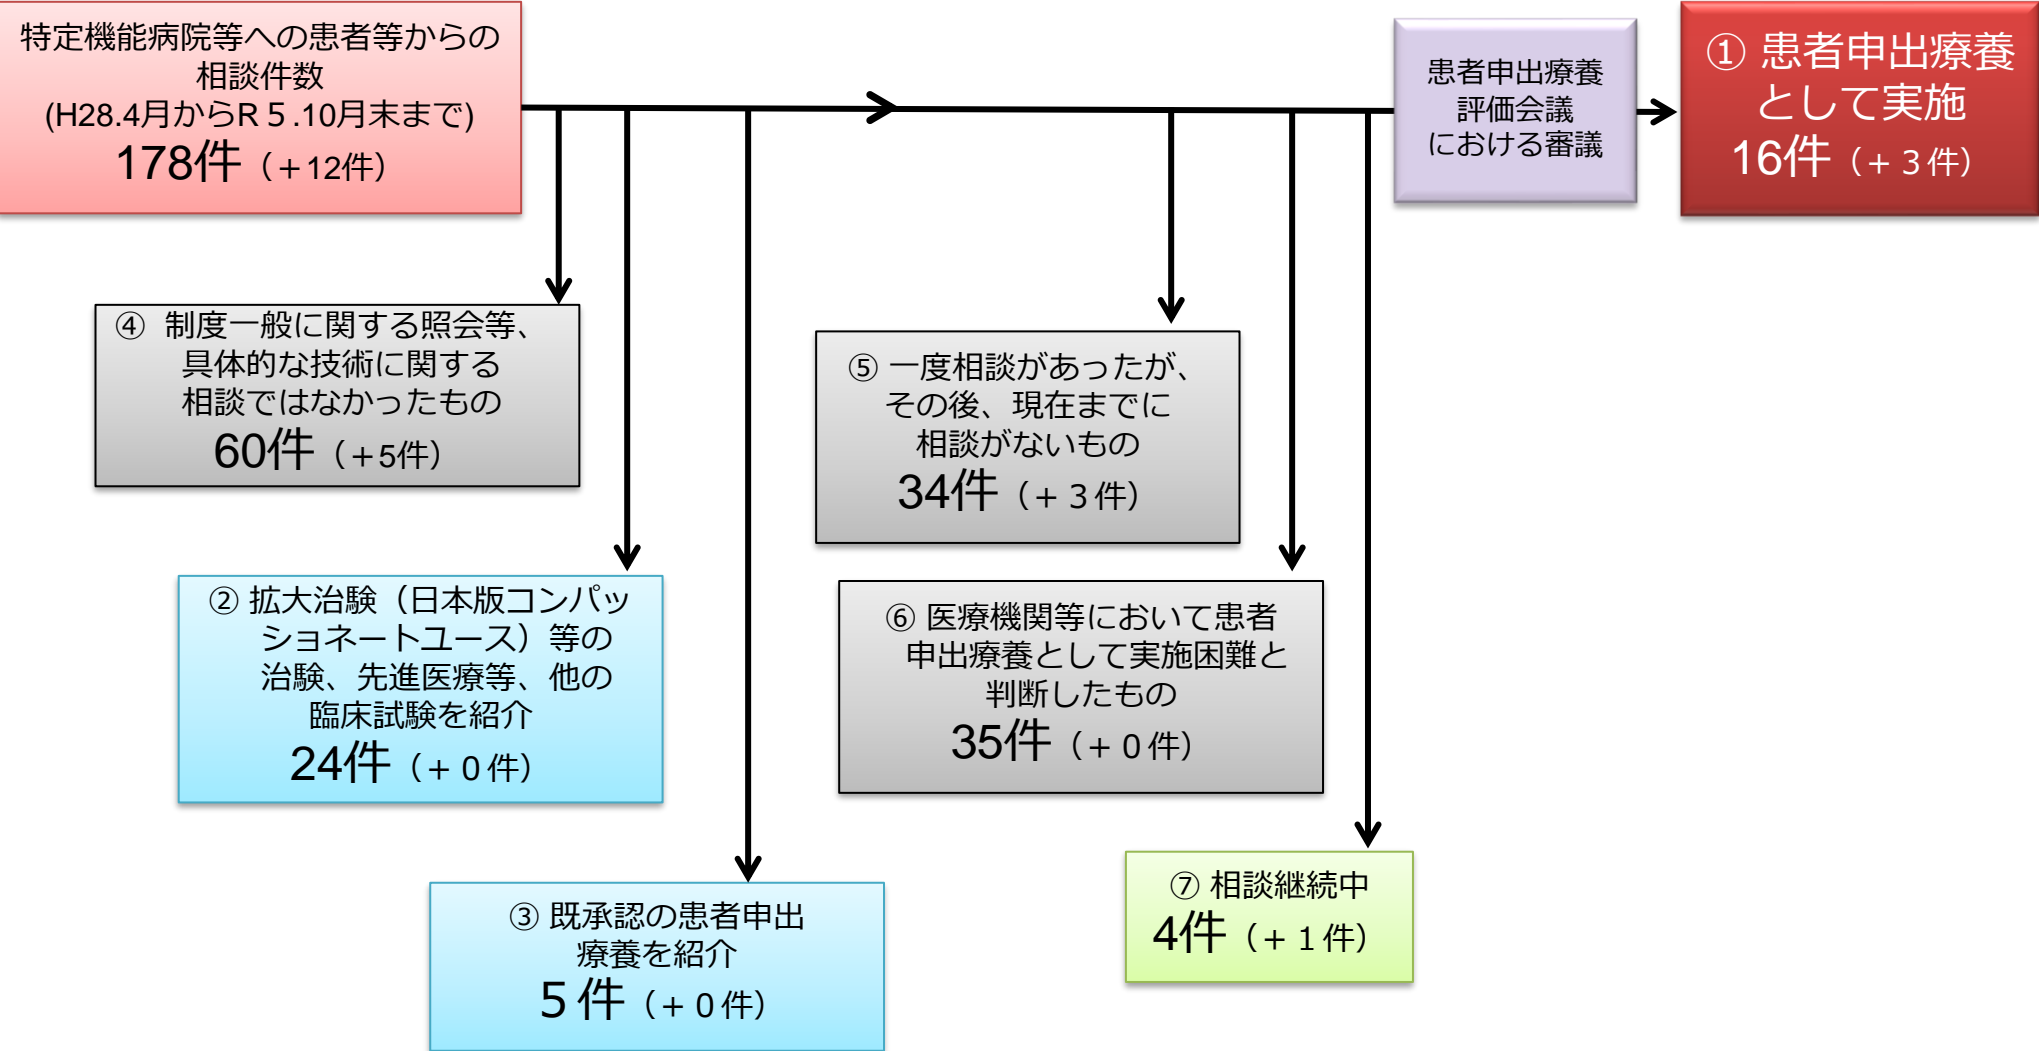 特定機能病院等への患者等からの
相談件数
(H28.4月からR５.10月末まで)
178件（＋12件）
患者申出療養
評価会議
における審議
① 患者申出療養
として実施
16件（+３件）
④ 制度一般に関する照会等、
具体的な技術に関する
相談ではなかったもの
60件（＋5件）
⑤ 一度相談があったが、
その後、現在までに
相談がないもの
34件（+３件）
② 拡大治験（日本版コンパッ
ショネートユース）等の
治験、先進医療等、他の
臨床試験を紹介
24件（+０件）
⑥ 医療機関等において患者
申出療養として実施困難と
判断したもの
35件（+０件）
③ 既承認の患者申出
療養を紹介
５件（+０件）
⑦ 相談継続中
4件（+１件）